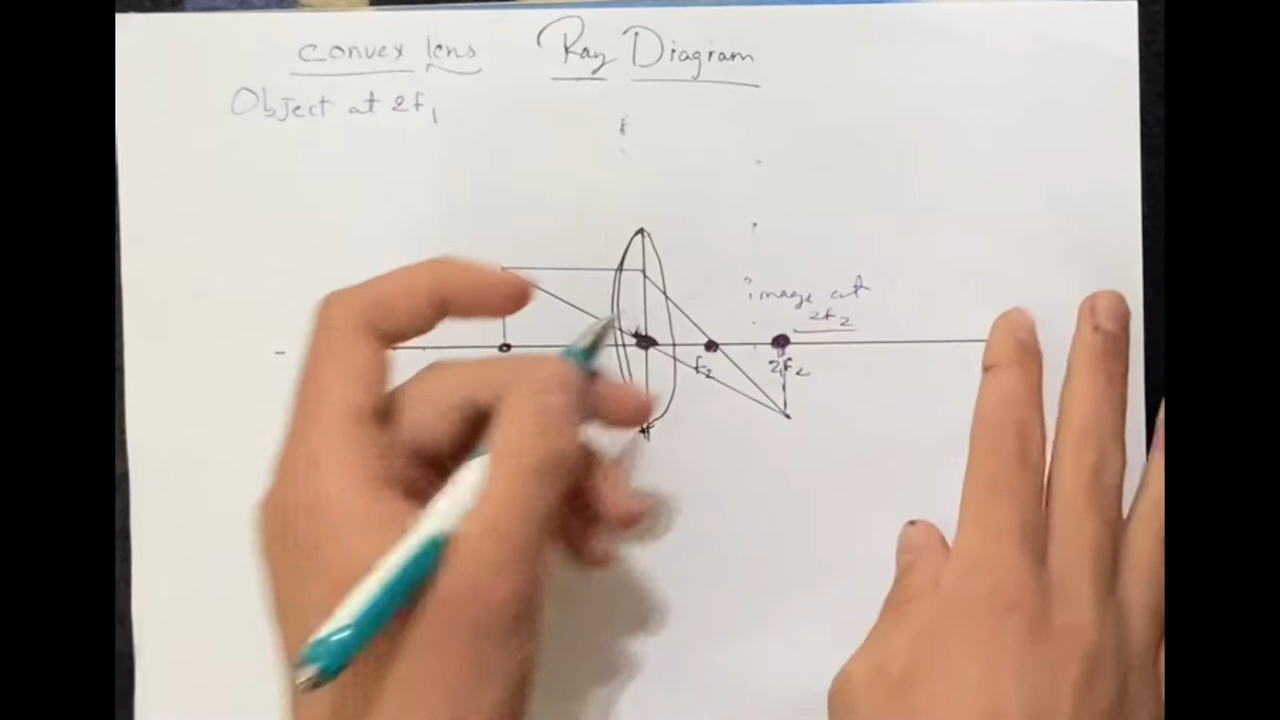 convex lens Ray Diagram
Object at 2f1
image at
2f2
f2
2f2